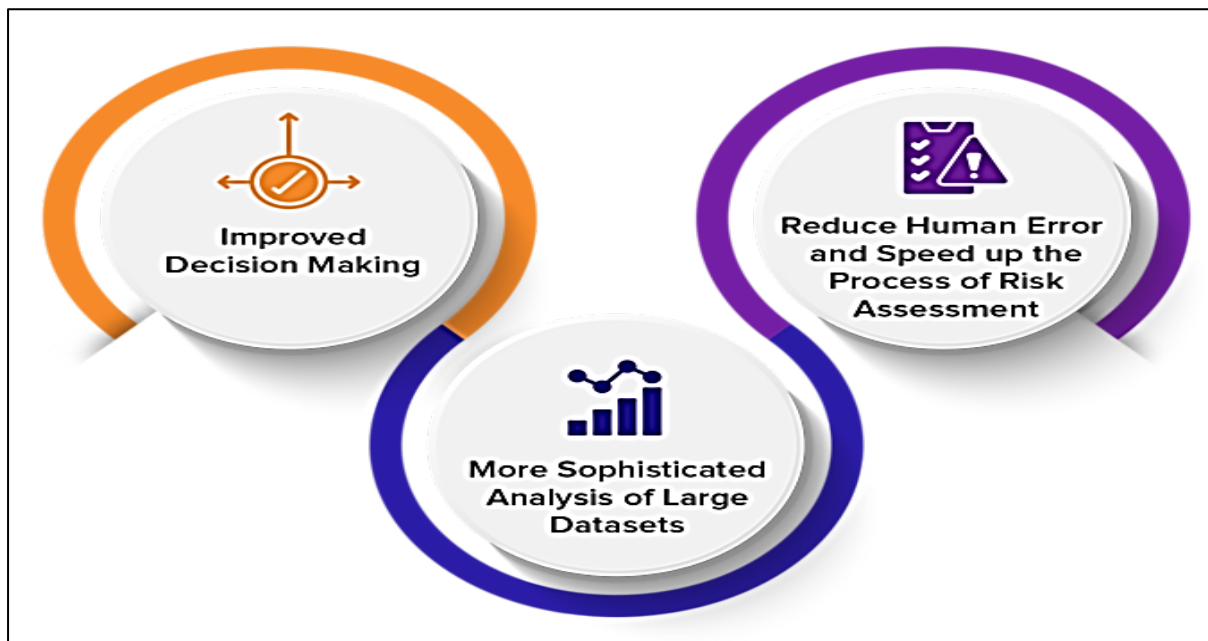 Improved
Decision Making
More Sophisticated
Analysis of Large
Datasets
Reduce Human Error
and Speed up the
Process of Risk
Assessment